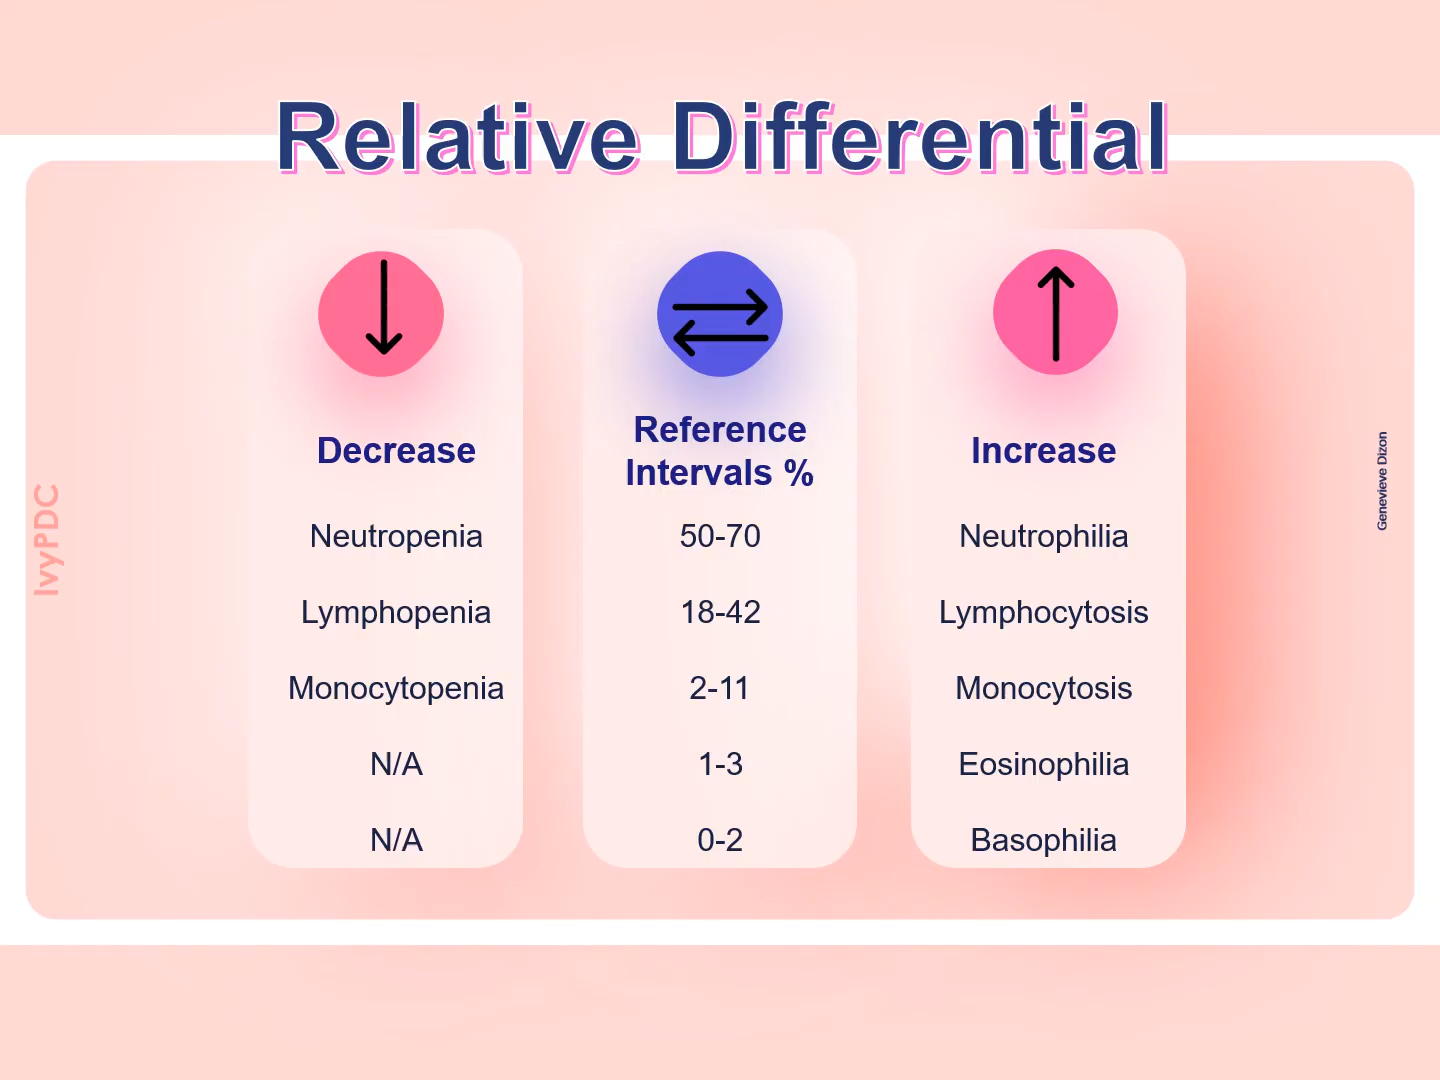 Relative Differential
Decrease
Neutropenia
Lymphopenia
Monocytopenia
N/A
N/A
Reference
Intervals %
50-70
18-42
2-11
1-3
0-2
Increase
Neutrophilia
Lymphocytosis
Monocytosis
Eosinophilia
Basophilia
IvyPDC
Genevieve Dizon